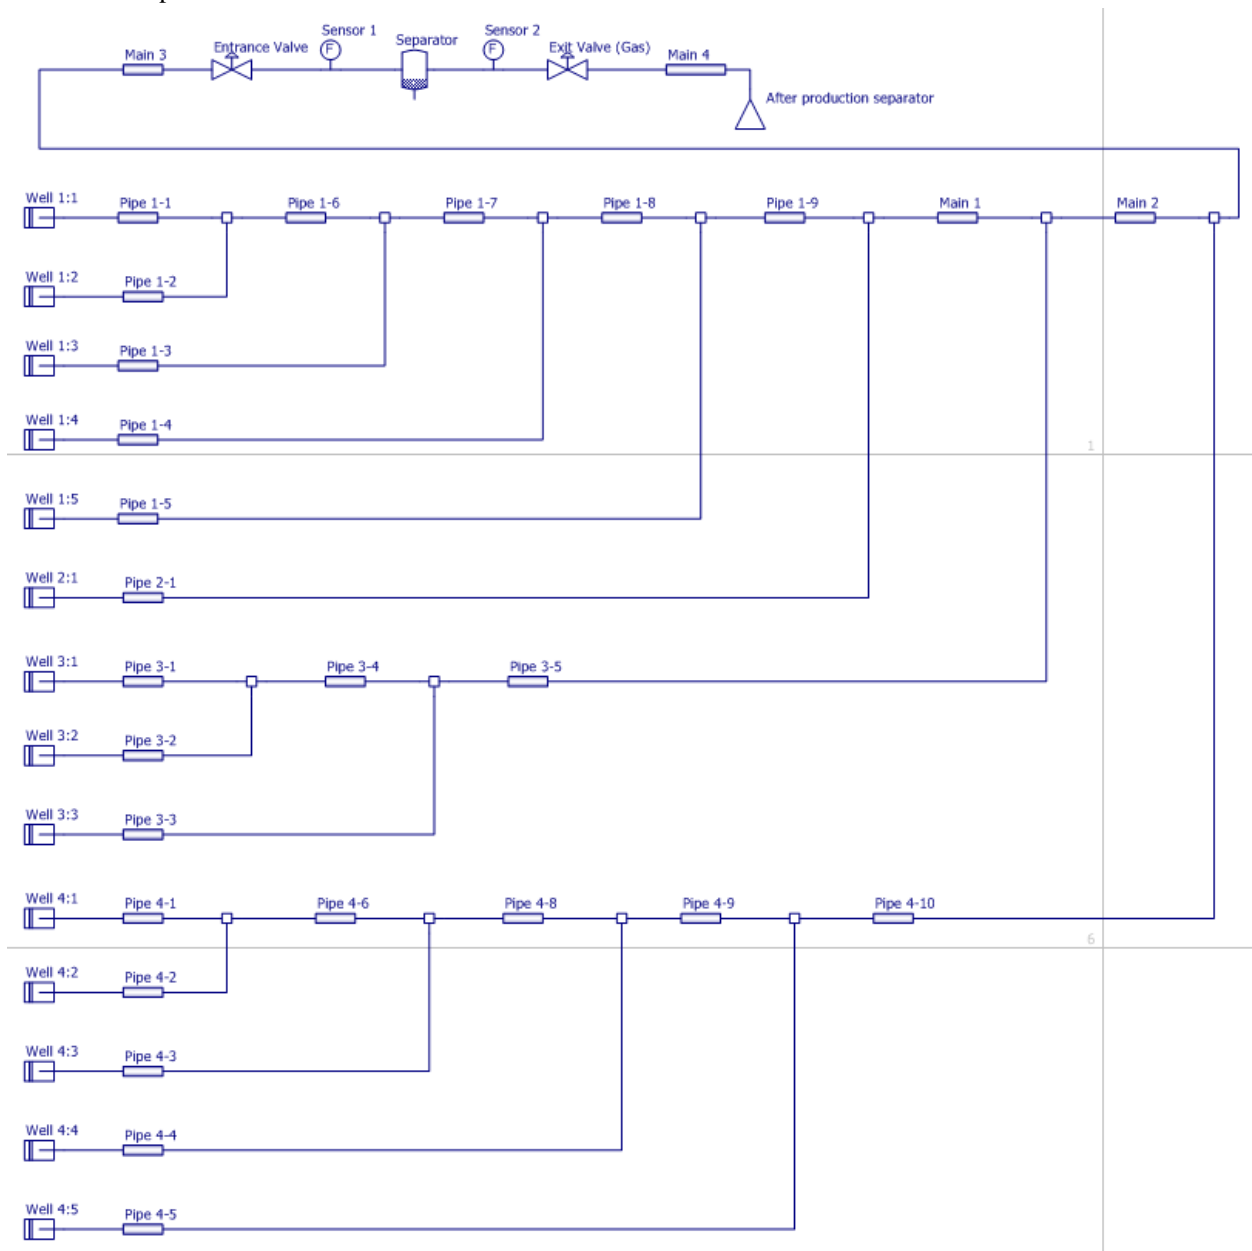 Sensor 1
Sensor 2
Main 3
Entrance Valve
Separator
Exit Valve (Gas)
Main 4
After production separator
Well 1:1
Pipe 1-1
Pipe 1-6
Pipe 1-7
Pipe 1-8
Pipe 1-9
Main 1
Main 2
F
F
Well 1:2
Pipe 1-2
Well 1:3
Pipe 1-3
Well 1:4
Pipe 1-4
1
Well 1:5
Pipe 1-5
Well 2:1
Pipe 2-1
Well 3:1
Pipe 3-1
Pipe 3-4
Pipe 3-5
Well 3:2
Pipe 3-2
Well 3:3
Pipe 3-3
Well 4:1
Pipe 4-1
Pipe 4-6
Pipe 4-8
Pipe 4-9
Pipe 4-10
6
Well 4:2
Pipe 4-2
Well 4:3
Pipe 4-3
Well 4:4
Pipe 4-4
Well 4:5
Pipe 4-5